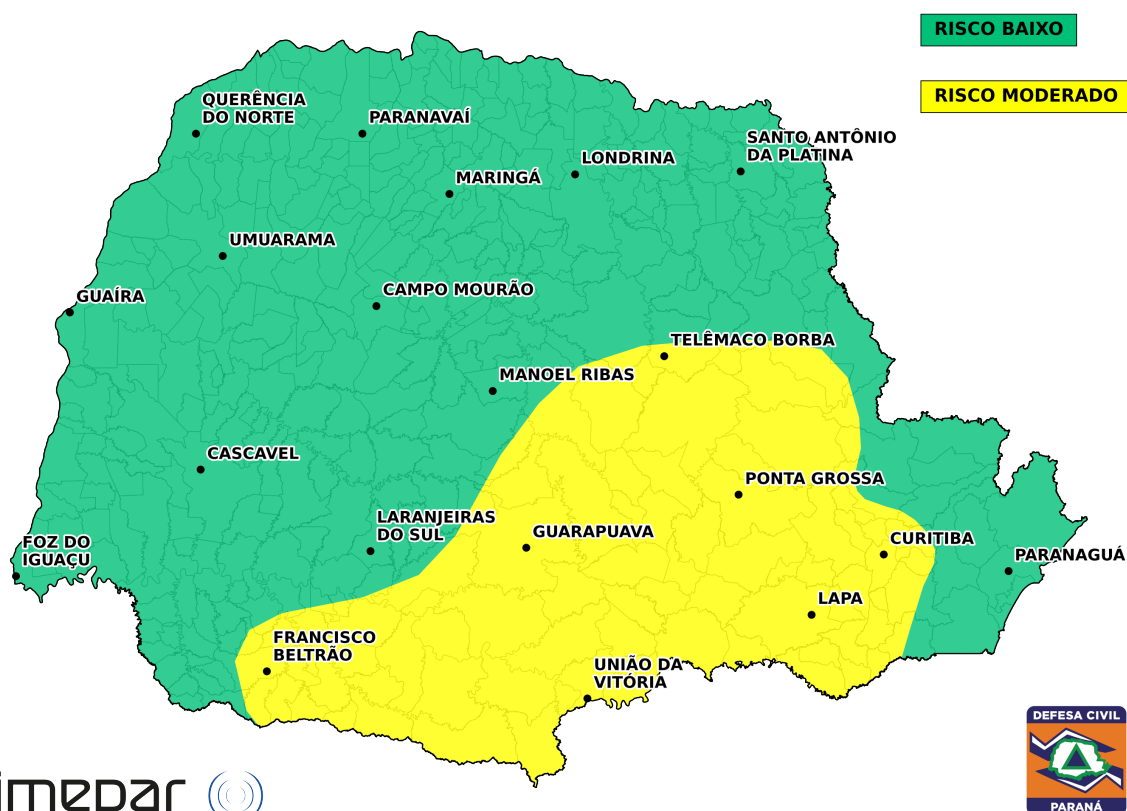 RISCO BAIXO
RISCO MODERADO
QUERÊNCIA
DO NORTE
PARANAVAÍ
SANTO ANTÔNIO
DA PLATINA
LONDRINA
MARINGÁ
UMUARAMA
CAMPO MOURÃO
GUAÍRA
TELÊMACO BORBA
MANOEL RIBAS
CASCAVEL
PONTA GROSSA
LARANJEIRAS
DO SUL
GUARAPUAVA
CURITIBA
FOZ DO
IGUAÇU
PARANAGUÁ
LAPA
FRANCISCO
BELTRÃO
UNIÃO DA
VITÓRIA
DEFESA CIVIL
imepar
PARANÁ